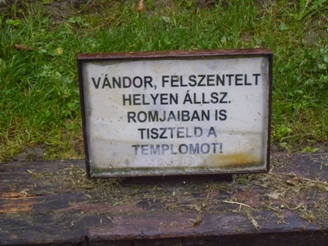 VÁNDOR, FELSZENTELT
HELYEN ÁLLSZ.
ROMJAIBAN IS
TISZTELD A
TEMPLOMOT!